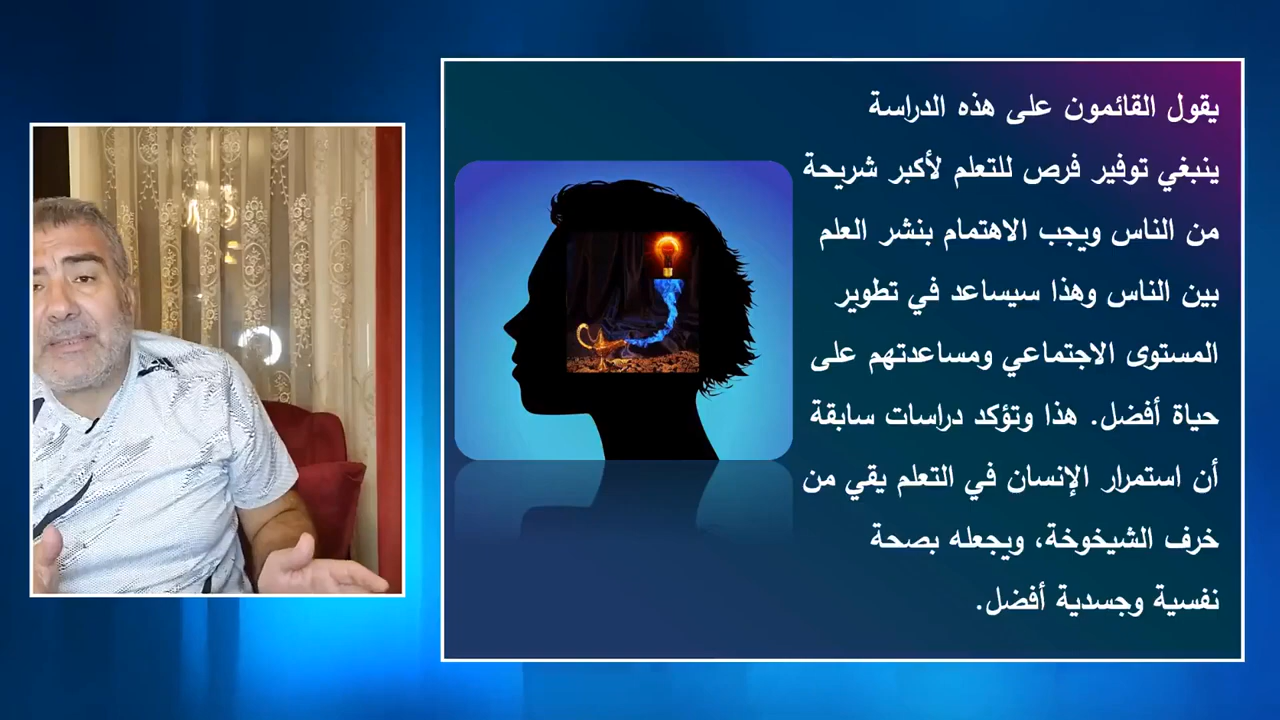 يقول القائمون على هذه الدراسة
ينبغي توفير فرص للتعلم لأكبر شريحة
من الناس ويجب الاهتمام بنشر العلم
بين الناس وهذا سيساعد في تطوير
المستوى الاجتماعي ومساعدتهم على
حياة أفضل. هذا وتؤكد دراسات سابقة
أن استمرار الإنسان في التعلم يقي من
خرف الشيخوخة، ويجعله بصحة
نفسية وجسدية أفضل.